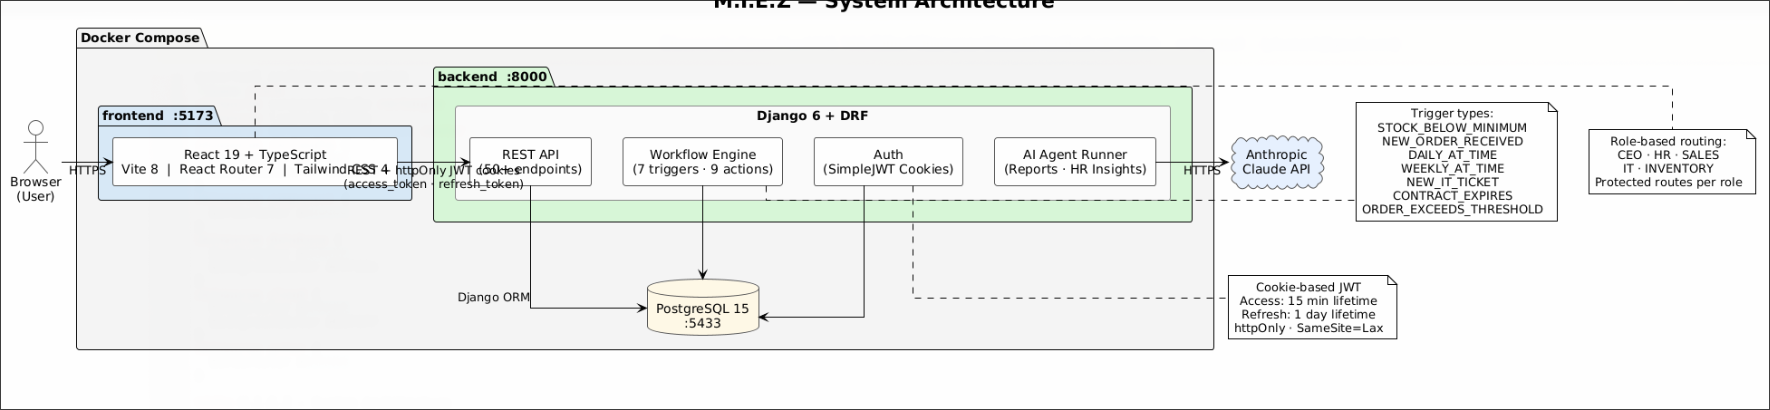 M.I.E.Z — System Architecture
Docker Compose
backend :8000
frontend :5173
Django 6 + DRF
Browser
(User)
HTTPS
React 19 + TypeScript
Vite 8 | React Router 7 | Tailwind CSS 4
REST + httpOnly JWT cookies
(access_token · refresh_token)
REST API
(50+ endpoints)
Workflow Engine
(7 triggers · 9 actions)
Auth
(SimpleJWT Cookies)
AI Agent Runner
(Reports · HR Insights)
HTTPS
Anthropic
Claude API
Trigger types:
STOCK_BELOW_MINIMUM
NEW_ORDER_RECEIVED
DAILY_AT_TIME
WEEKLY_AT_TIME
NEW_IT_TICKET
CONTRACT_EXPIRES
ORDER_EXCEEDS_THRESHOLD
Role-based routing:
CEO · HR · SALES
IT · INVENTORY
Protected routes per role
Django ORM
PostgreSQL 15
:5433
Cookie-based JWT
Access: 15 min lifetime
Refresh: 1 day lifetime
httpOnly · SameSite=Lax